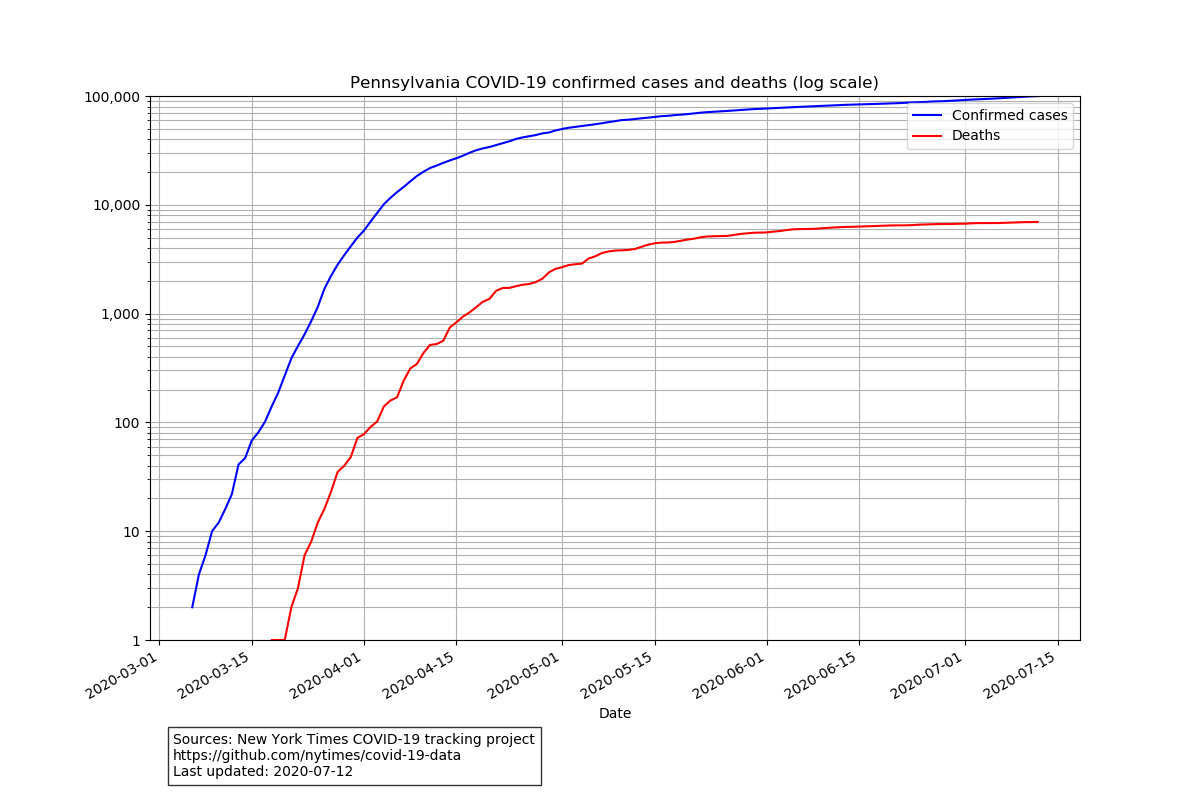 Pennsylvania COVID-19 confirmed cases and deaths (log scale)
100,000
10,000
1,000
100
10
1
Confirmed cases
Deaths
2020-03-01
2020-03-15
2020-04-01
2020-04-15
2020-05-01
2020-05-15
2020-06-01
2020-06-15
2020-07-01
2020-07-15
Date
Sources: New York Times COVID-19 tracking project
https://github.com/nytimes/covid-19-data
Last updated: 2020-07-12